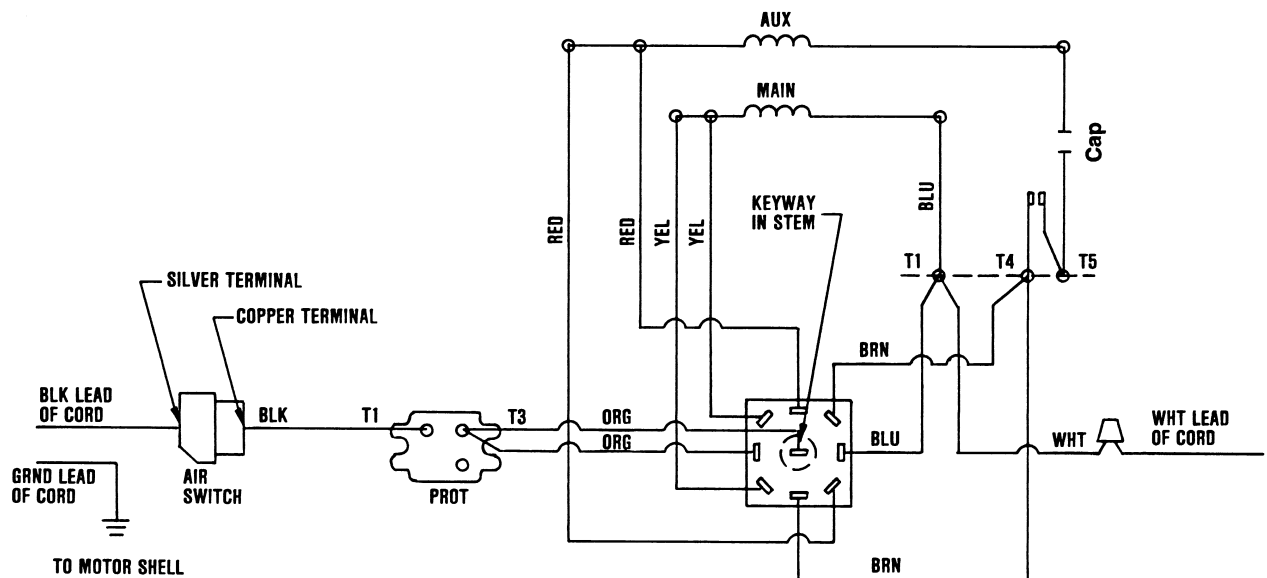 AUX
MAIN
Cap
RED
RED
YEL
YEL
KEYWAY
IN STEM
BLU
T1
T4
T5
SILVER TERMINAL
COPPER TERMINAL
BRN
BLK LEAD
OF CORD
BLK
T1
T3
ORG
ORG
BLU
WHT
WHT LEAD
OF CORD
GRND LEAD
OF CORD
AIR
SWITCH
PROT
TO MOTOR SHELL
BRN